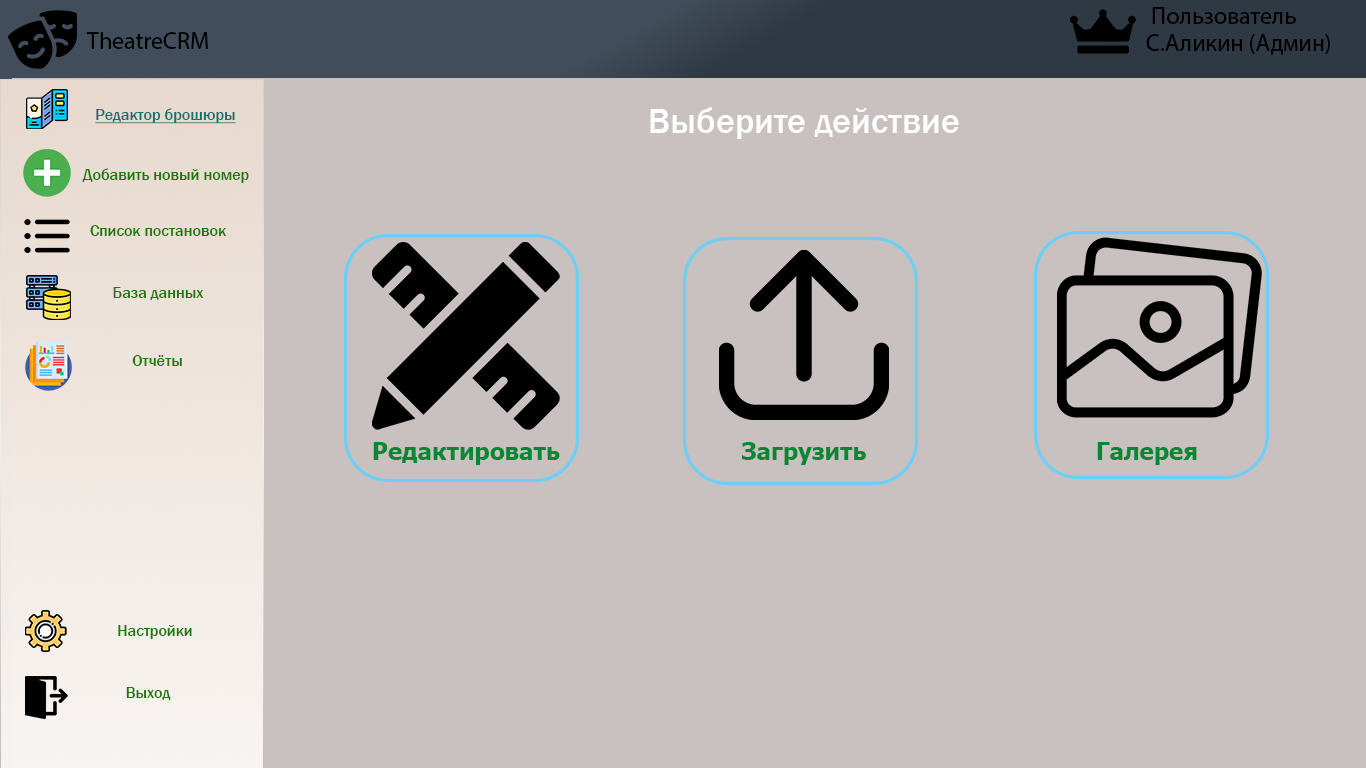 TheatreCRM
Пользователь
С.Аликин (Админ)
Редактор брошюры
Добавить новый номер
Список постановок
База данных
Отчёты
Настройки
Выход
Выберите действие
Редактировать
Загрузить
Галерея